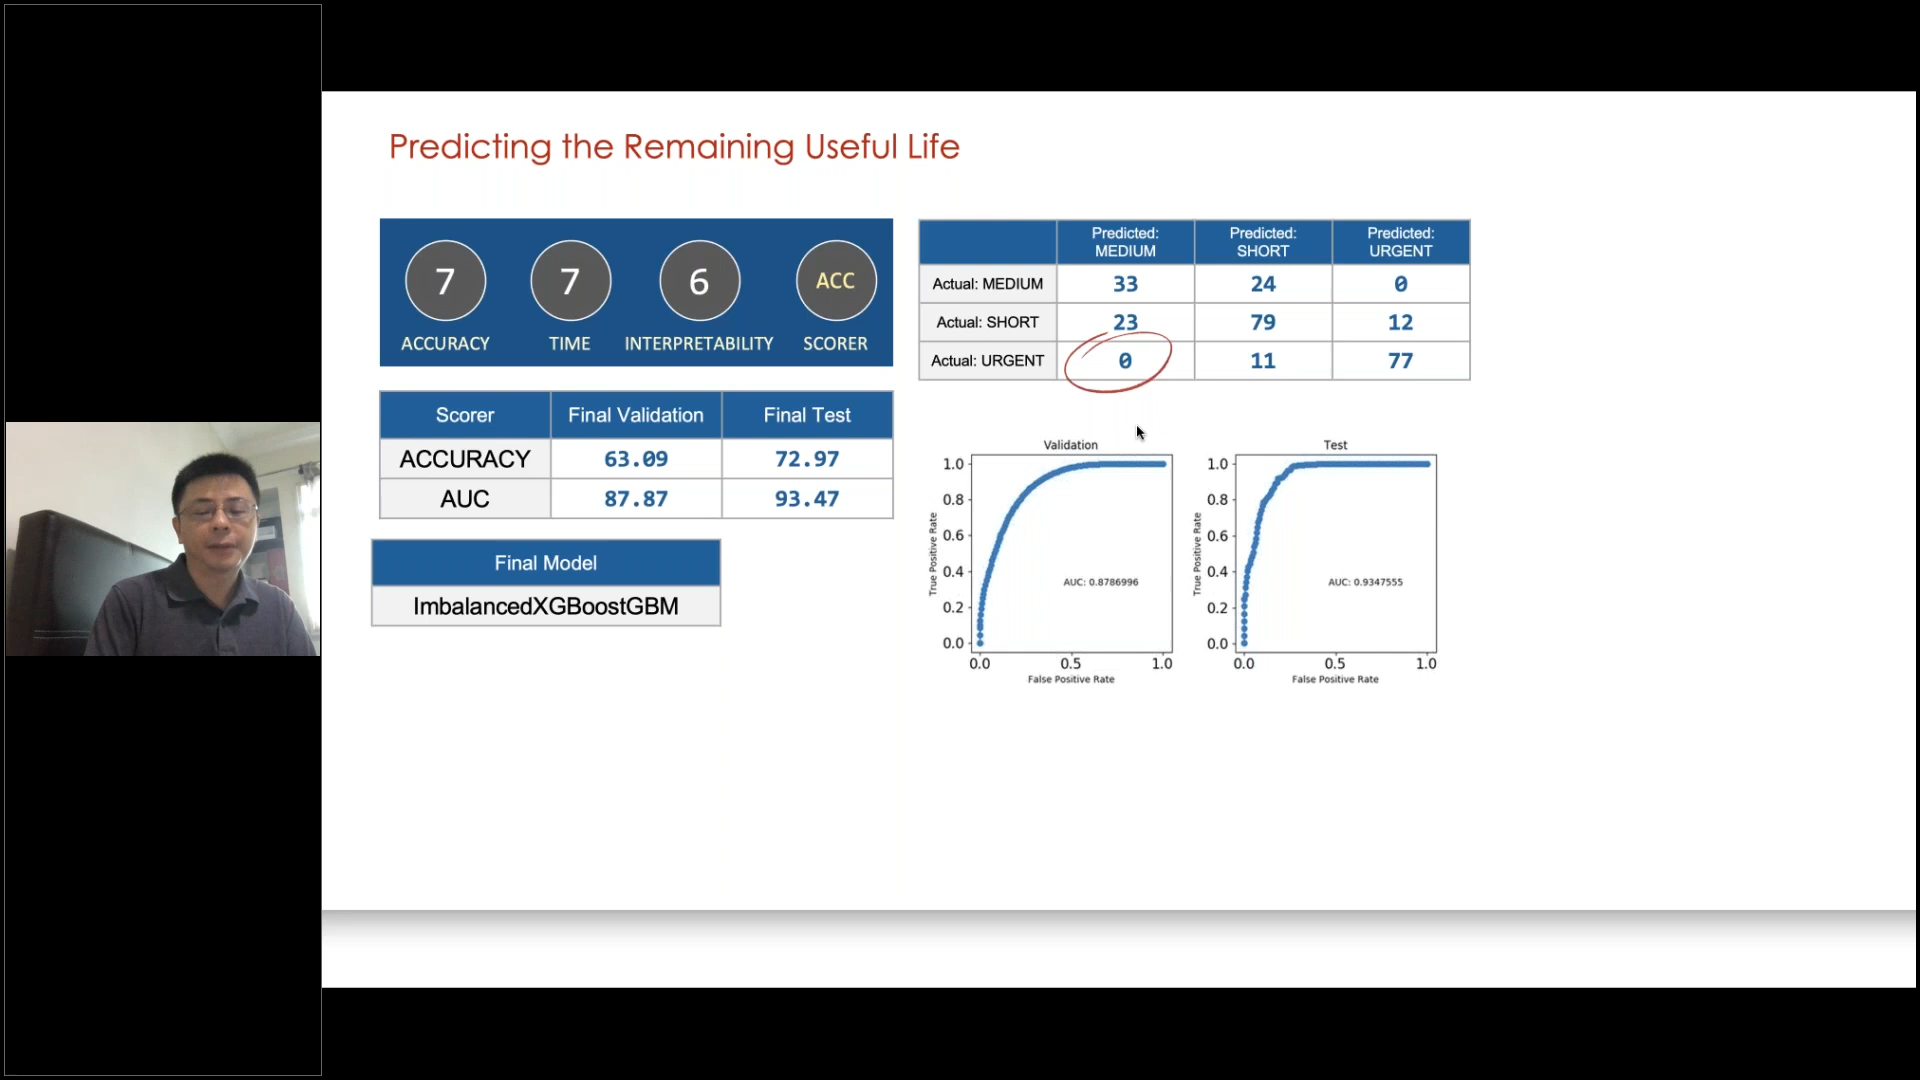 Predicting the Remaining Useful Life
7 7 6 ACC
ACCURACY TIME INTERPRETABILITY SCORER
Scorer Final Validation Final Test
ACCURACY 63.09 72.97
AUC 87.87 93.47
Final Model
ImbalancedXGBoostGBM
Predicted: Predicted: Predicted:
MEDIUM SHORT URGENT
Actual: MEDIUM 33 24 0
Actual: SHORT 23 79 12
Actual: URGENT 0 11 77
Validation
1.0
0.8
0.6
0.4
0.2
0.0
True Positive Rate
AUC: 0.8786996
0.0 0.5 1.0
False Positive Rate
Test
1.0
0.8
0.6
0.4
0.2
0.0
True Positive Rate
AUC: 0.9347555
0.0 0.5 1.0
False Positive Rate